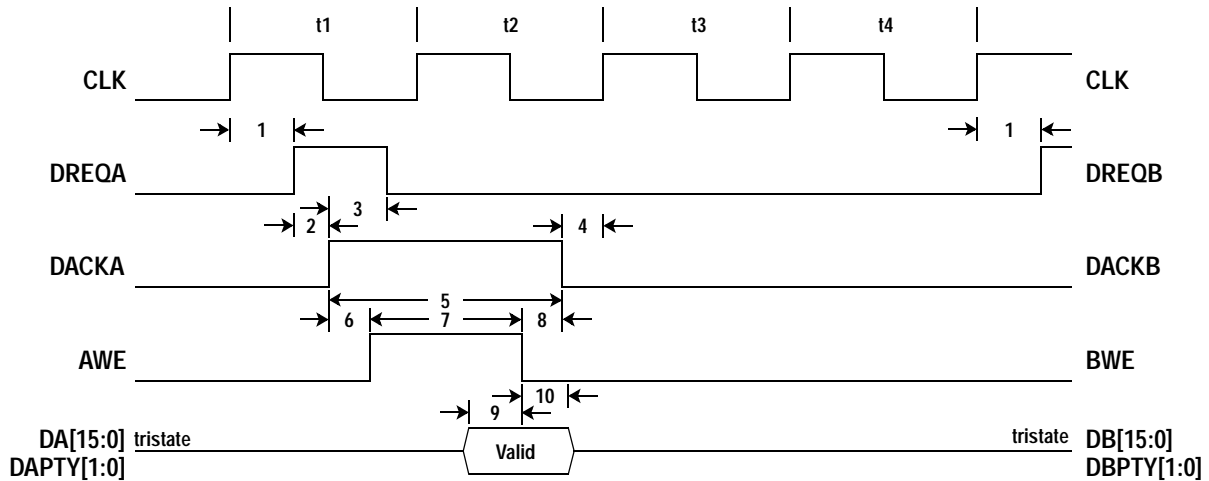 t1 t2 t3 t4
CLK CLK
1 1
DREQA DREQB
3
2 4
DACKA DACKB
5
6 7 8
AWE BWE
10
9
DA[15:0] tristate Valid tristate DB[15:0]
DAPTY[1:0] DBPTY[1:0]